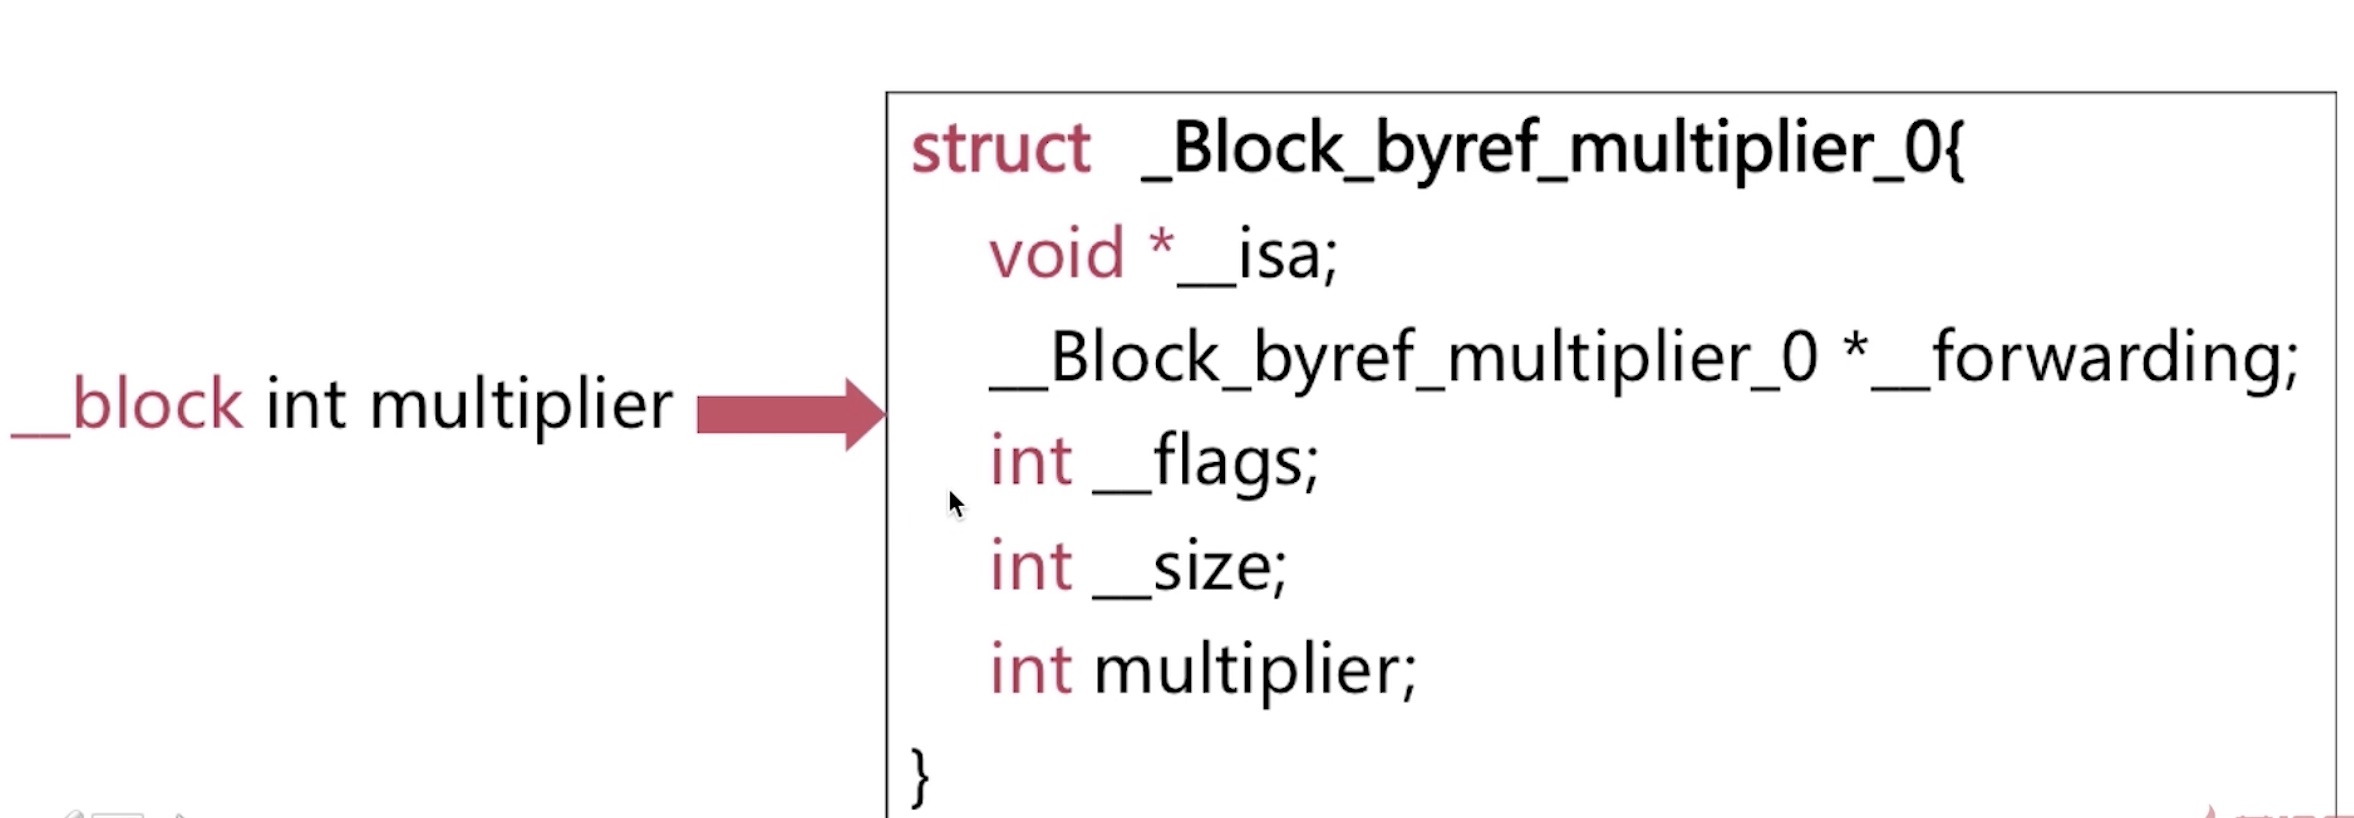 struct _Block_byref_multiplier_0{
void *__isa;
__Block_byref_multiplier_0 *__forwarding;
__block int multiplier
int __flags;
int __size;
int multiplier;
}